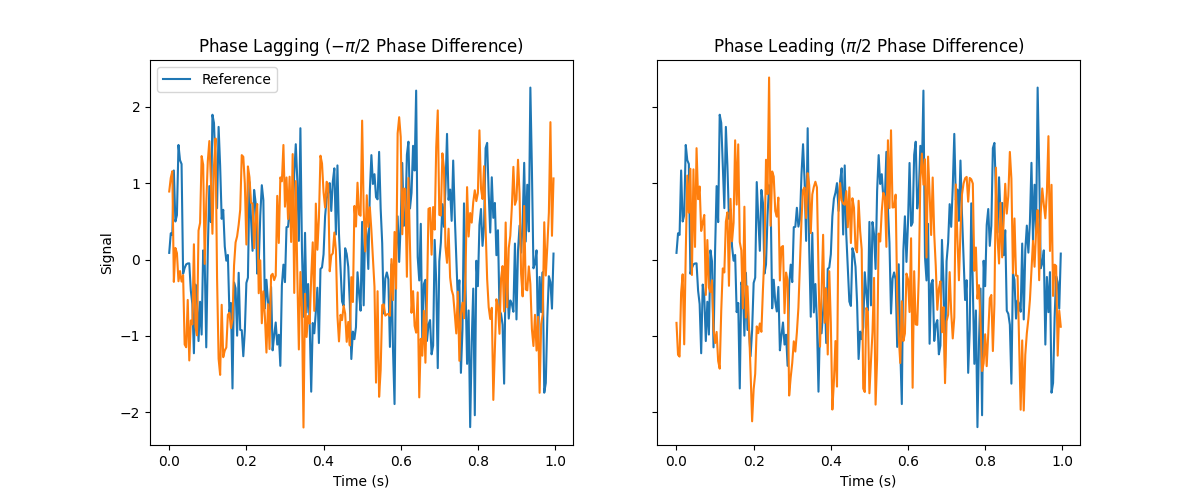 Phase Lagging (−π/2 Phase Difference)
Phase Leading (π/2 Phase Difference)
Reference
Signal
2
1
0
−1
−2
0.0 0.2 0.4 0.6 0.8 1.0
0.0 0.2 0.4 0.6 0.8 1.0
Time (s)
Time (s)